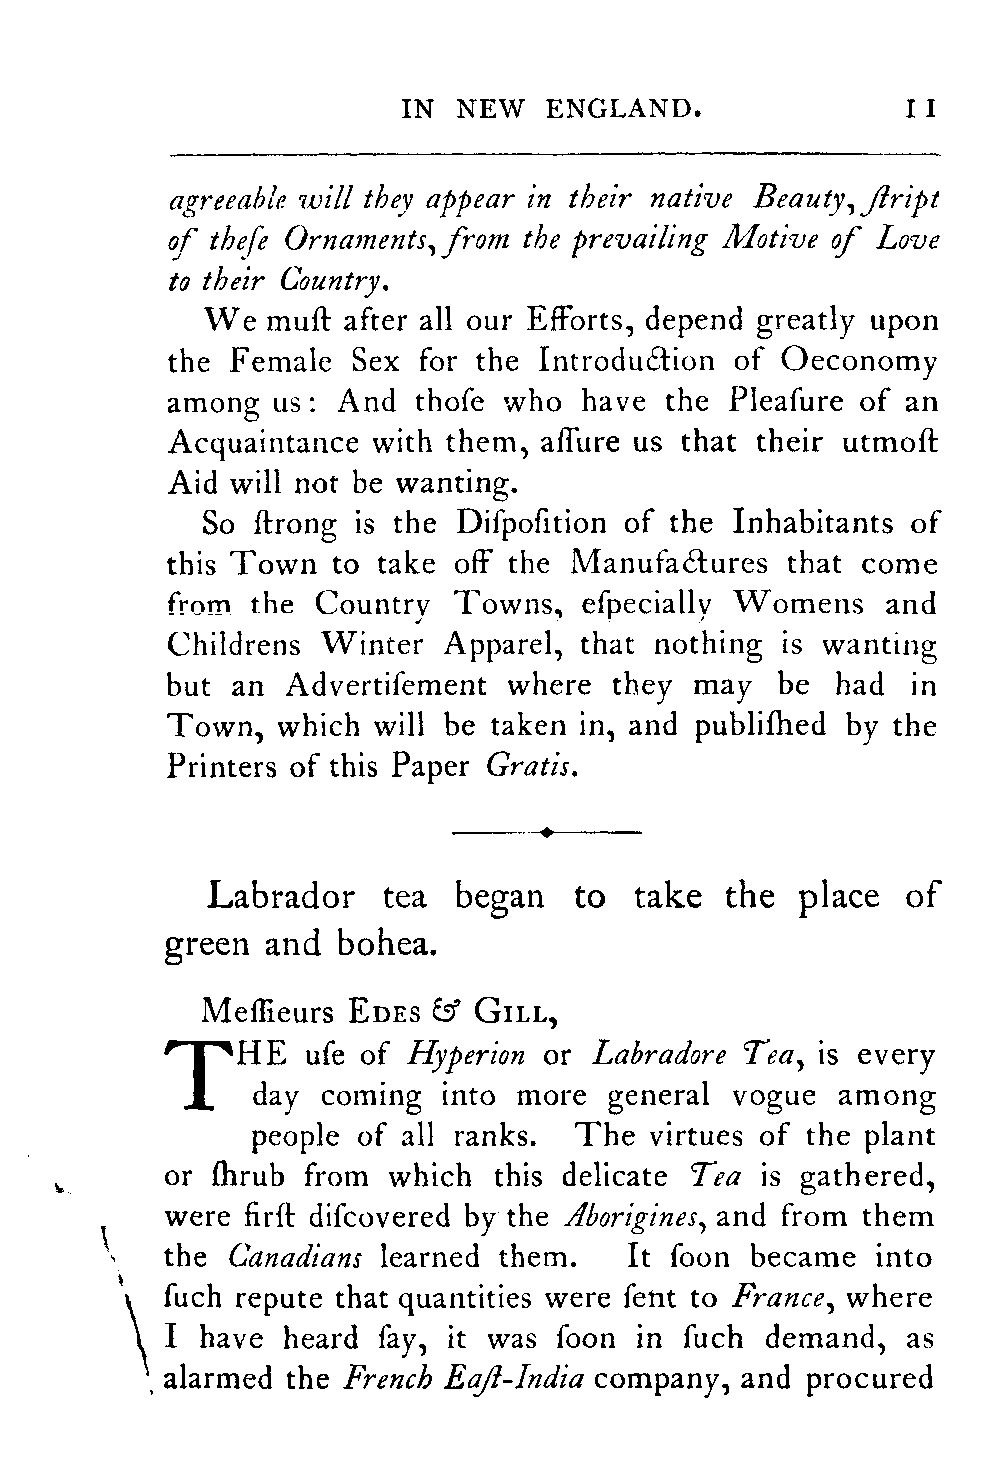 IN NEW ENGLAND. 11
agreeable will they appear in their native Beauty, ſtript
of theſe Ornaments, from the prevailing Motive of Love
to their Country.
We muſt after all our Efforts, depend greatly upon
the Female Sex for the Introduction of Oeconomy
among us: And thoſe who have the Pleaſure of an
Acquaintance with them, aſſure us that their utmoſt
Aid will not be wanting.
So ſtrong is the Diſpoſition of the Inhabitants of
this Town to take off the Manufactures that come
from the Country Towns, eſpecially Womens and
Childrens Winter Apparel, that nothing is wanting
but an Advertiſement where they may be had in
Town, which will be taken in, and publiſhed by the
Printers of this Paper Gratis.
Labrador tea began to take the place of
green and bohea.
Meſſieurs EDES & GILL,
THE uſe of Hyperion or Labradore Tea, is every
day coming into more general vogue among
people of all ranks. The virtues of the plant
or ſhrub from which this delicate Tea is gathered,
were firſt diſcovered by the Aborigines, and from them
the Canadians learned them. It ſoon became into
ſuch repute that quantities were ſent to France, where
I have heard ſay, it was ſoon in ſuch demand, as
alarmed the French Eaſt-India company, and procured